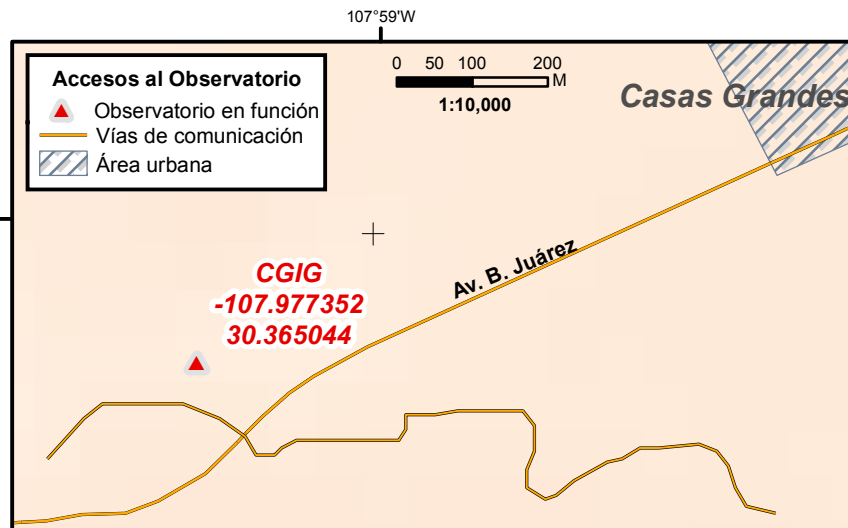 107°59'W
Accesos al Observatorio
Observatorio en función
Vías de comunicación
Área urbana
0 50 100 200
M
1:10,000
Casas Grandes
Av. B. Juárez
CGIG
-107.977352
30.365044